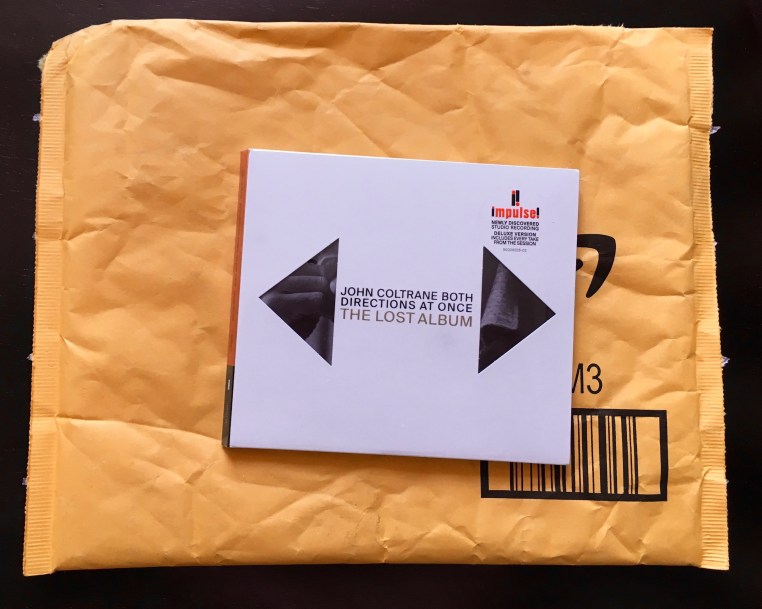 impulse!
NEWLY DISCOVERED
STUDIO RECORDING
DELUXE VERSION
INCLUDES EVERY TAKE
FROM THE SESSION
JOHN COLTRANE BOTH
DIRECTIONS AT ONCE
THE LOST ALBUM
M3